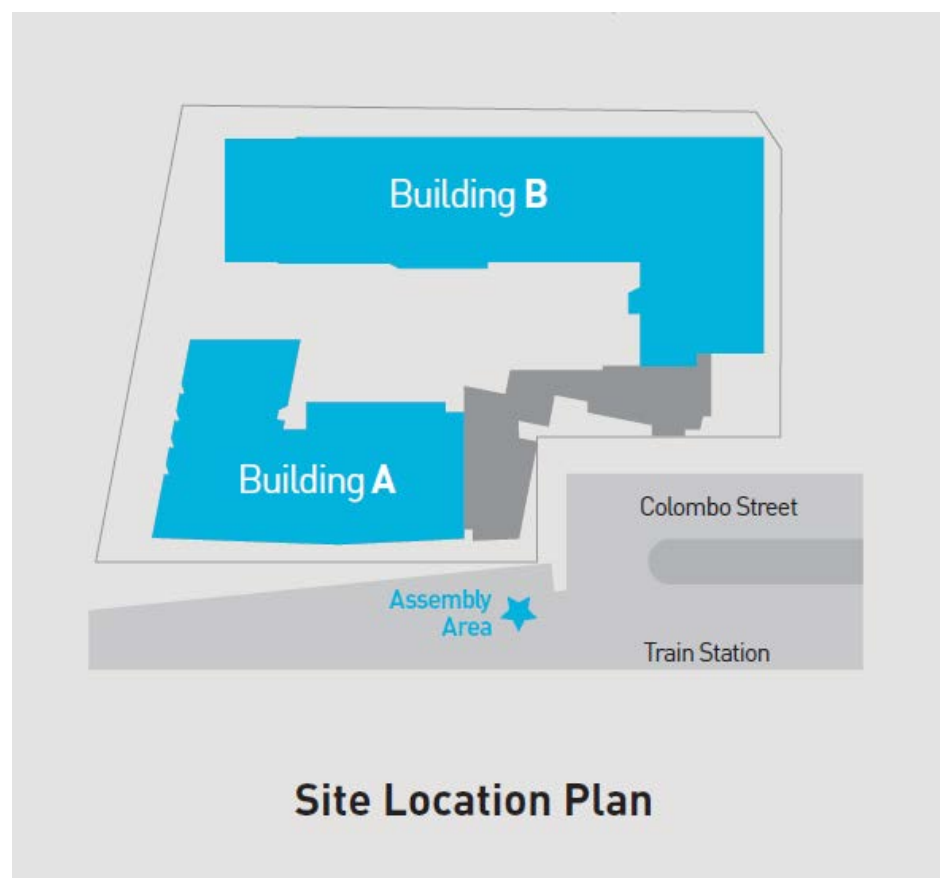 Building B
Building A
Colombo Street
Assembly
Area
Train Station
Site Location Plan